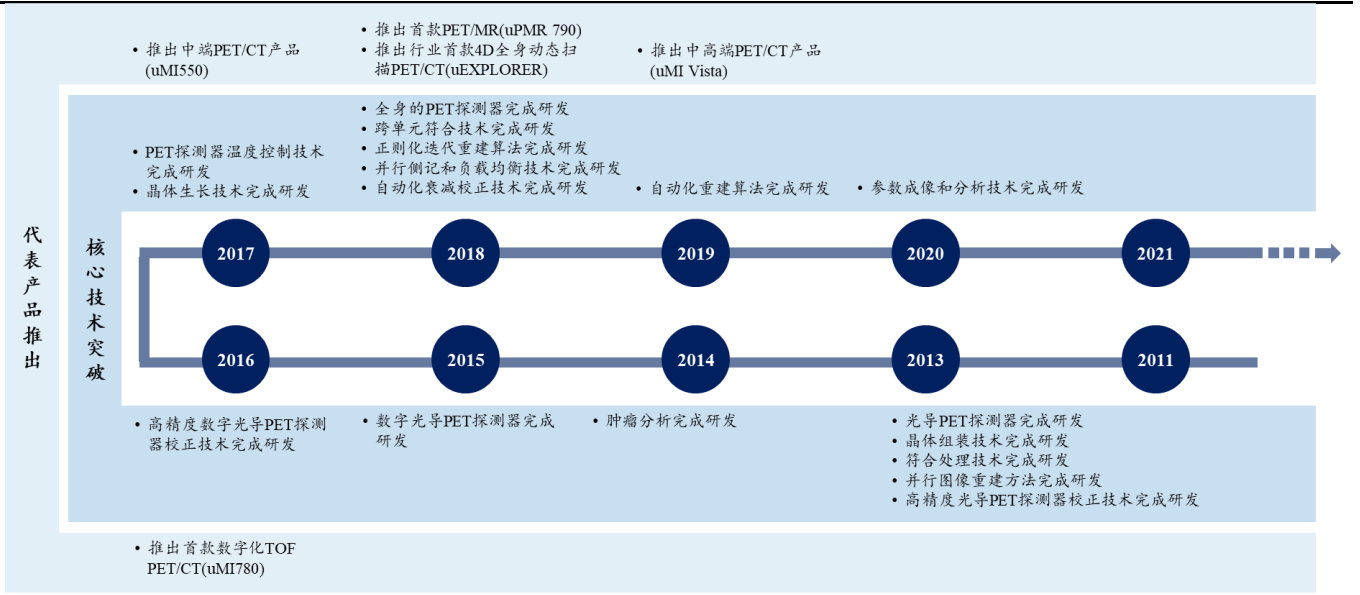 • 推出中端PET/CT产品
(uMI550)
• 推出首款PET/MR(uPMR 790)
• 推出行业首款4D全身动态扫
描PET/CT(uEXPLORER)
• 推出中高端PET/CT产品
(uMI Vista)
• PET探测器温度控制技术
完成研发
• 晶体生长技术完成研发
• 全身的PET探测器完成研发
• 跨单元符合技术完成研发
• 正则化迭代重建算法完成研发
• 并行侧记和负载均衡技术完成研发
• 自动化衰减校正技术完成研发
• 自动化重建算法完成研发
• 参数成像和分析技术完成研发
代表产品推出
核心技术突破
2017
2018
2019
2020
2021
2016
2015
2014
2013
2011
• 高精度数字光导PET探测
器校正技术完成研发
• 数字光导PET探测器完成
研发
• 肿瘤分析完成研发
• 光导PET探测器完成研发
• 晶体组装技术完成研发
• 符合处理技术完成研发
• 并行图像重建方法完成研发
• 高精度光导PET探测器校正技术完成研发
• 推出首款数字化TOF
PET/CT(uMI780)